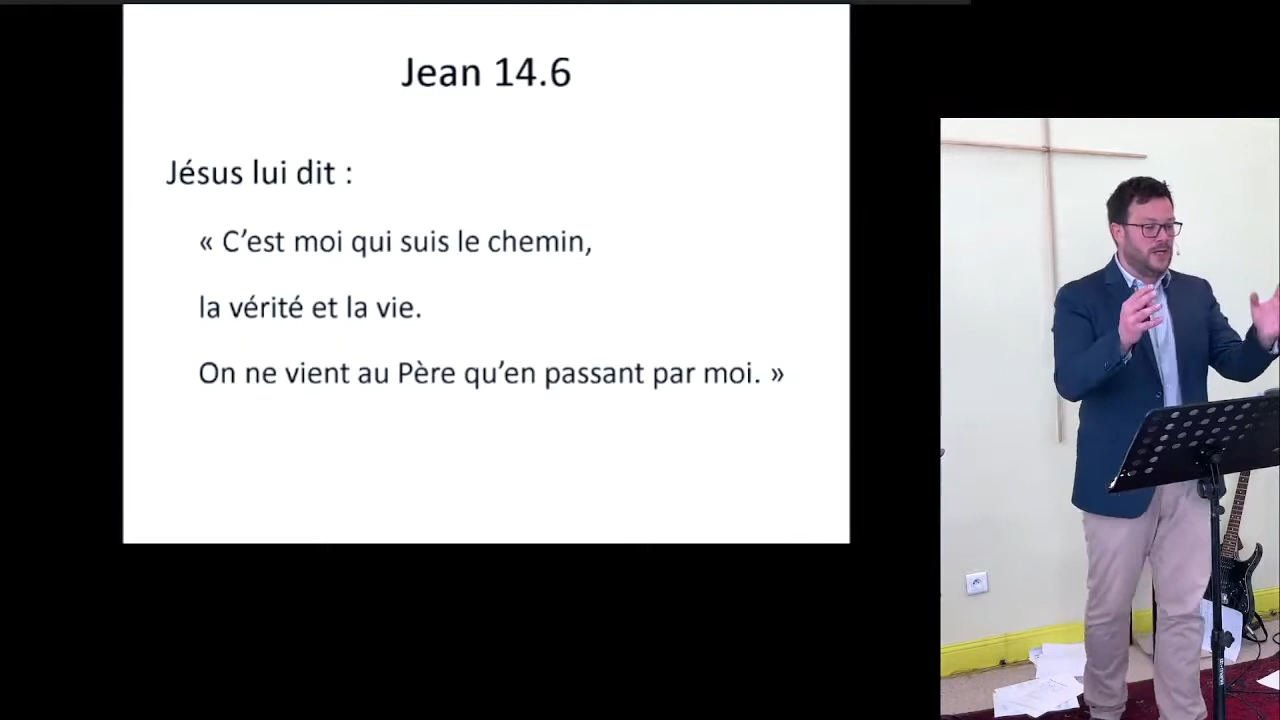 Jean 14.6
Jésus lui dit :
« C’est moi qui suis le chemin,
la vérité et la vie.
On ne vient au Père qu’en passant par moi. »